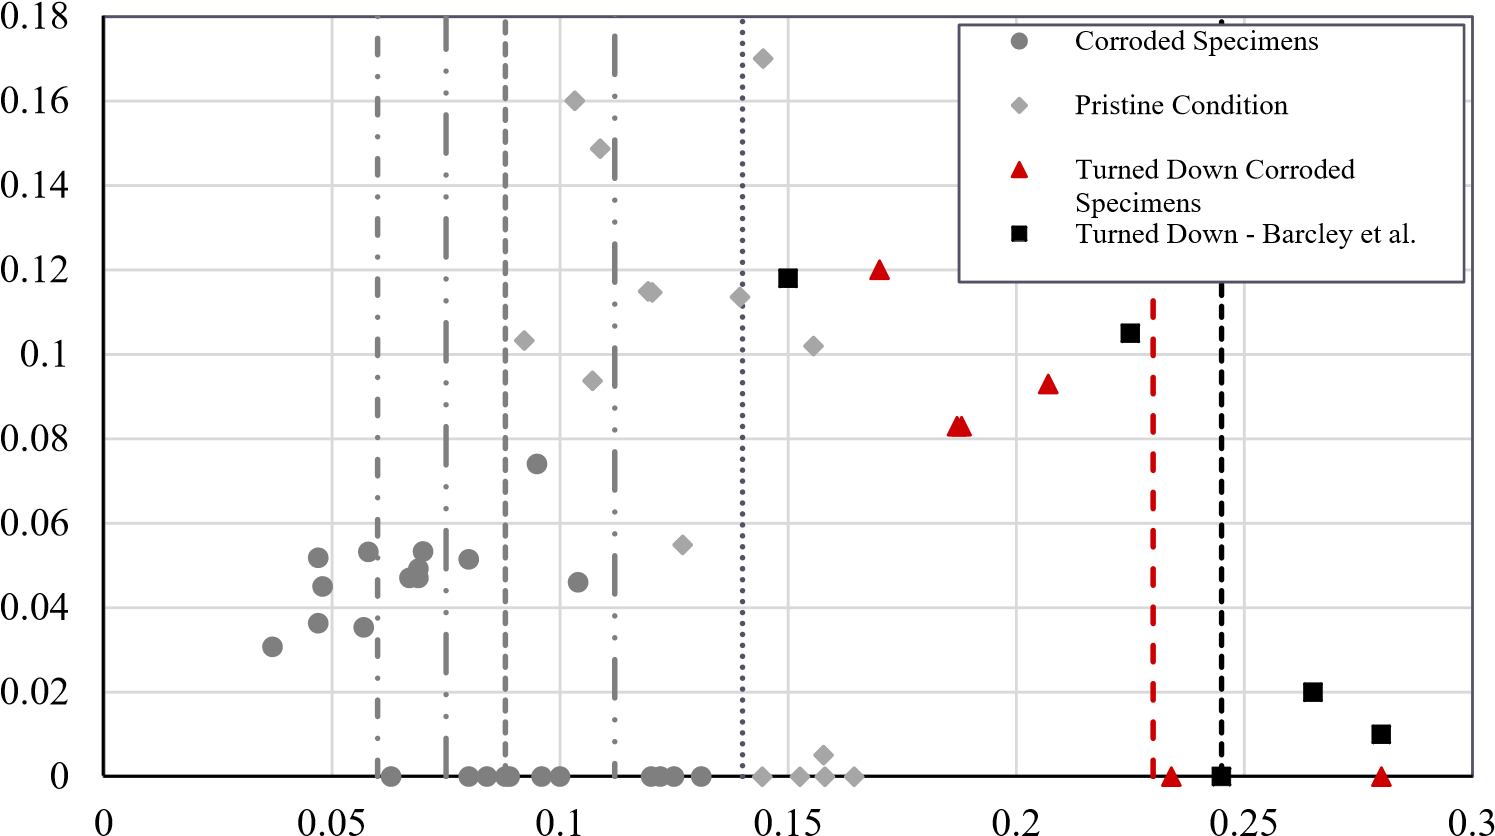 0.18
0.16
0.14
0.12
0.1
0.08
0.06
0.04
0.02
0
Corroded Specimens
Pristine Condition
Turned Down Corroded
Specimens
Turned Down - Barcley et al.
0 0.05 0.1 0.15 0.2 0.25 0.3